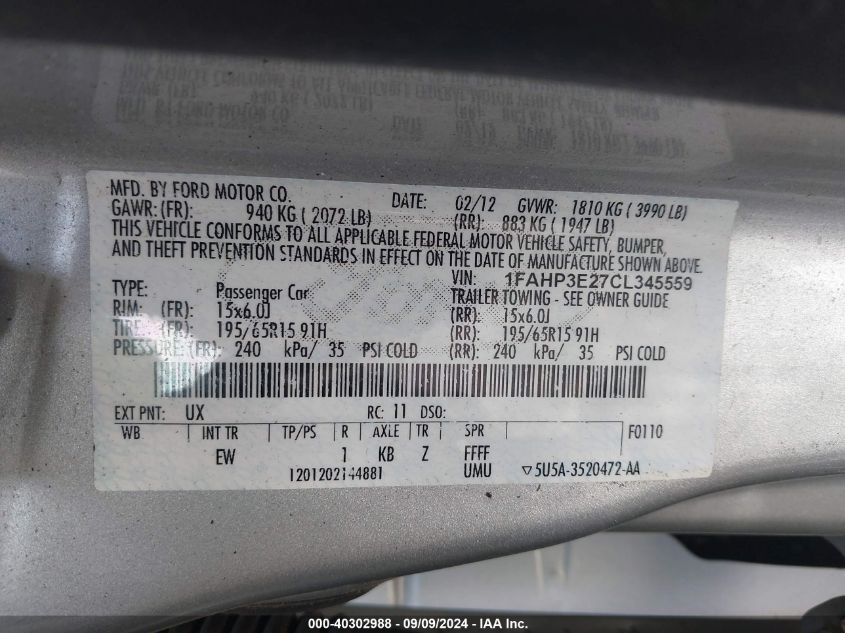 MFD. BY FORD MOTOR CO. DATE: 02/12 GVWR: 1810 KG ( 3990 LB)
GAWR: (FR): 940 KG ( 2072 LB) (RR): 883 KG ( 1947 LB)
THIS VEHICLE CONFORMS TO ALL APPLICABLE FEDERAL MOTOR VEHICLE SAFETY, BUMPER,
AND THEFT PREVENTION STANDARDS IN EFFECT ON THE DATE OF MANUFACTURE SHOWN ABOVE.
VIN: 1FAHP3E27CL345559
TYPE: Passenger Car TRAILER TOWING - SEE OWNER GUIDE
RIM: (FR) 15x6.0J (RR): 15x6.0J
TIRE: (FR) 195/65R15 91H (RR): 195/65R15 91H
PRESSURE: (FR): 240 kPa/ 35 PSI COLD (RR): 240 kPa/ 35 PSI COLD
EXT PNT: UX RC: 11 DSO:
WB INT TR TP/PS R AXLE TR SPR F0110
EW 1 KB Z FFFF
1201202144881 UMU ▽5U5A-3520472-AA
000-40302988 - 09/09/2024 - IAA Inc.